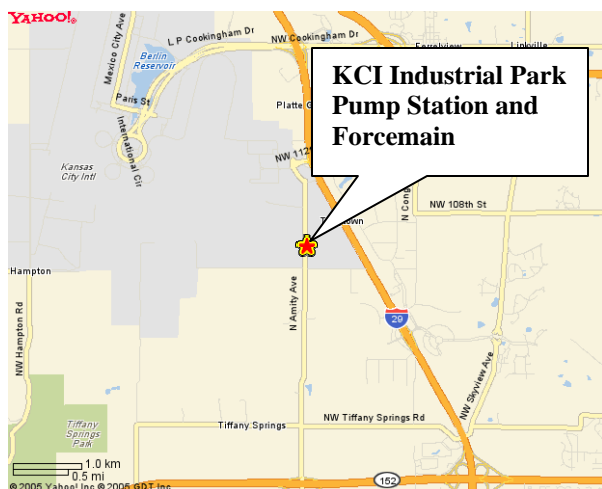 YAHOO!
Mexico City Ave
L P Cookingham Dr
NW Cookingham Dr
Ferrelview
Linkville
Berlin
Reservoir
KCI Industrial Park
Pump Station and
Forcemain
Paris St
Platte
International Cir
Kansas
City Intl
NW 112th
N Cong
NW 108th St
Hampton
N Amity Ave
29
NW Hampton Rd
NW Skyview Ave
Tiffany
Springs
Park
Tiffany Springs
NW Tiffany Springs Rd
1.0 km
0.5 mi
152
©2005 Yahoo! Inc ©2005 GDT Inc